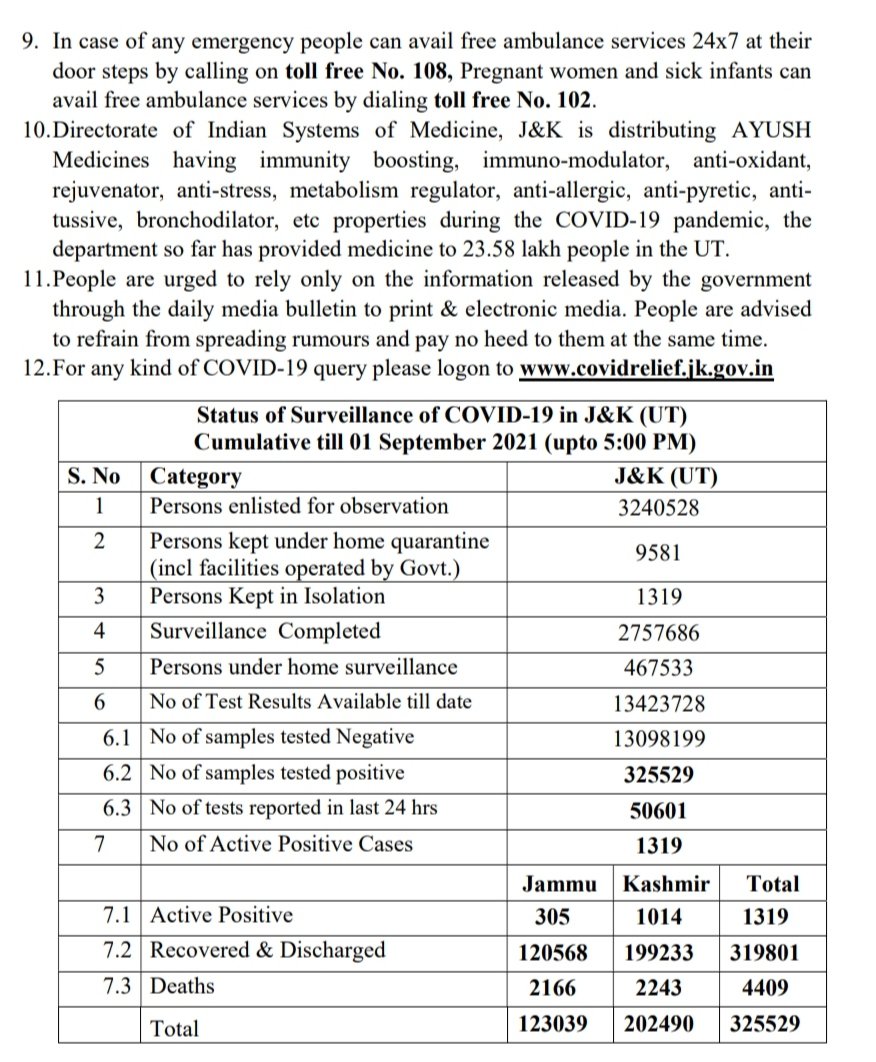 9. In case of any emergency people can avail free ambulance services 24x7 at their
door steps by calling on toll free No. 108, Pregnant women and sick infants can
avail free ambulance services by dialing toll free No. 102.
10.Directorate of Indian Systems of Medicine, J&K is distributing AYUSH
Medicines having immunity boosting, immuno-modulator, anti-oxidant,
rejuvenator, anti-stress, metabolism regulator, anti-allergic, anti-pyretic, anti-
tussive, bronchodilator, etc properties during the COVID-19 pandemic, the
department so far has provided medicine to 23.58 lakh people in the UT.
11.People are urged to rely only on the information released by the government
through the daily media bulletin to print & electronic media. People are advised
to refrain from spreading rumours and pay no heed to them at the same time.
12.For any kind of COVID-19 query please logon to www.covidrelief.jk.gov.in
Status of Surveillance of COVID-19 in J&K (UT)
Cumulative till 01 September 2021 (upto 5:00 PM)
S. No Category J&K (UT)
1 Persons enlisted for observation 3240528
2 Persons kept under home quarantine
(incl facilities operated by Govt.) 9581
3 Persons Kept in Isolation 1319
4 Surveillance Completed 2757686
5 Persons under home surveillance 467533
6 No of Test Results Available till date 13423728
6.1 No of samples tested Negative 13098199
6.2 No of samples tested positive 325529
6.3 No of tests reported in last 24 hrs 50601
7 No of Active Positive Cases 1319
Jammu Kashmir Total
7.1 Active Positive 305 1014 1319
7.2 Recovered & Discharged 120568 199233 319801
7.3 Deaths 2166 2243 4409
Total 123039 202490 325529